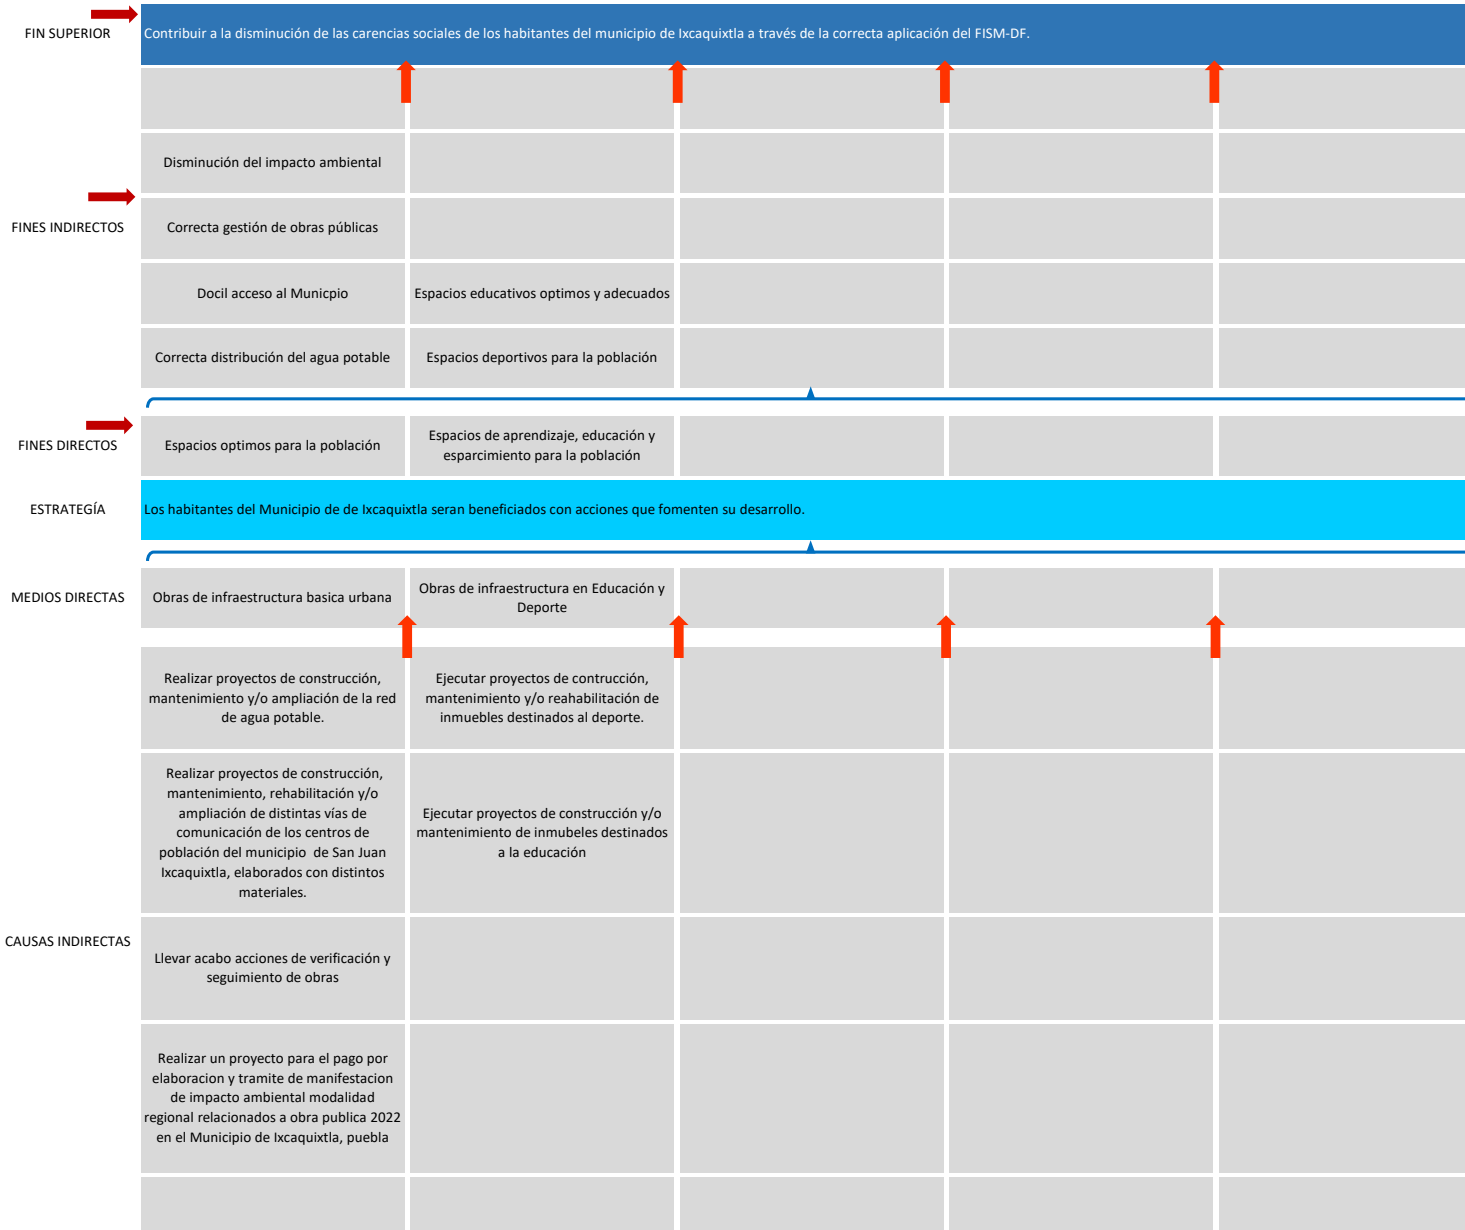 FIN SUPERIOR
Contribuir a la disminución de las carencias sociales de los habitantes del municipio de Ixcaquixtla a través de la correcta aplicación del FISM-DF.
Disminución del impacto ambiental
FINES INDIRECTOS
Correcta gestión de obras públicas
Docil acceso al Municpio
Espacios educativos optimos y adecuados
Correcta distribución del agua potable
Espacios deportivos para la población
FINES DIRECTOS
Espacios optimos para la población
Espacios de aprendizaje, educación y
esparcimiento para la población
ESTRATEGÍA
Los habitantes del Municipio de de Ixcaquixtla seran beneficiados con acciones que fomenten su desarrollo.
MEDIOS DIRECTAS
Obras de infraestructura basica urbana
Obras de infraestructura en Educación y
Deporte
Realizar proyectos de construcción,
mantenimiento y/o ampliación de la red
de agua potable.
Ejecutar proyectos de contrucción,
mantenimiento y/o reahabilitación de
inmuebles destinados al deporte.
Realizar proyectos de construcción,
mantenimiento, rehabilitación y/o
ampliación de distintas vías de
comunicación de los centros de
población del municipio  de San Juan
Ixcaquixtla, elaborados con distintos
materiales.
Ejecutar proyectos de construcción y/o
mantenimiento de inmubeles destinados
a la educación
CAUSAS INDIRECTAS
Llevar acabo acciones de verificación y
seguimiento de obras
Realizar un proyecto para el pago por
elaboracion y tramite de manifestacion
de impacto ambiental modalidad
regional relacionados a obra publica 2022
en el Municipio de Ixcaquixtla, puebla